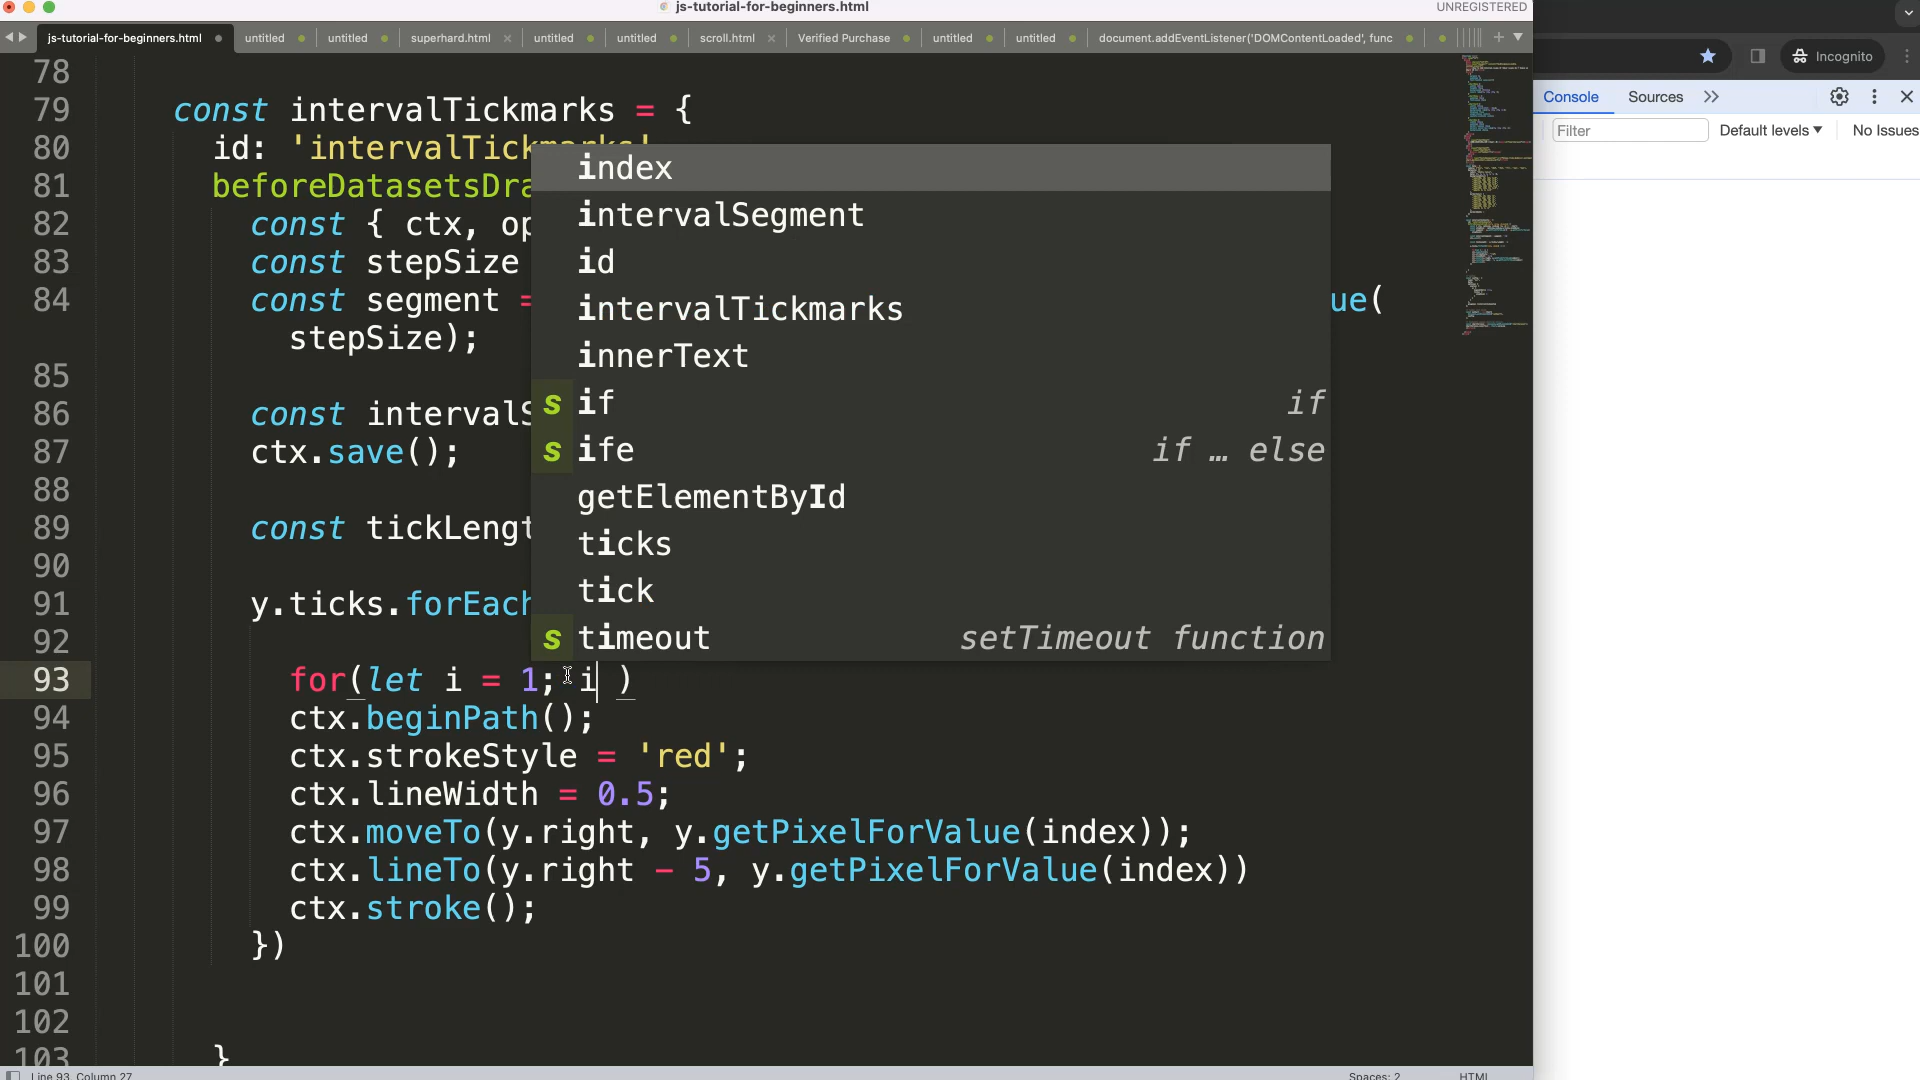 js-tutorial-for-beginners.html
UNREGISTERED
js-tutorial-for-beginners.html untitled untitled superhard.html untitled untitled scroll.html Verified Purchase untitled untitled document.addEventListener('DOMContentLoaded', func
Incognito
Console Sources
Filter Default levels No Issues
78
79 const intervalTickmarks = {
80 id: 'intervalTickmarks'
81 beforeDatasetsDra
82 const { ctx, op
83 const stepSize
84 const segment = ue(
stepSize);
85
86 const intervalS
87 ctx.save();
88
89 const tickLengt
90
91 y.ticks.forEach
92
93 for(let i = 1; i )
94 ctx.beginPath();
95 ctx.strokeStyle = 'red';
96 ctx.lineWidth = 0.5;
97 ctx.moveTo(y.right, y.getPixelForValue(index));
98 ctx.lineTo(y.right - 5, y.getPixelForValue(index))
99 ctx.stroke();
100 })
101
102
103 }
index
intervalSegment
id
intervalTickmarks
innerText
s if if
s ife if … else
getElementById
ticks
tick
s timeout setTimeout function
Line 93, Column 27
Spaces: 2 HTML